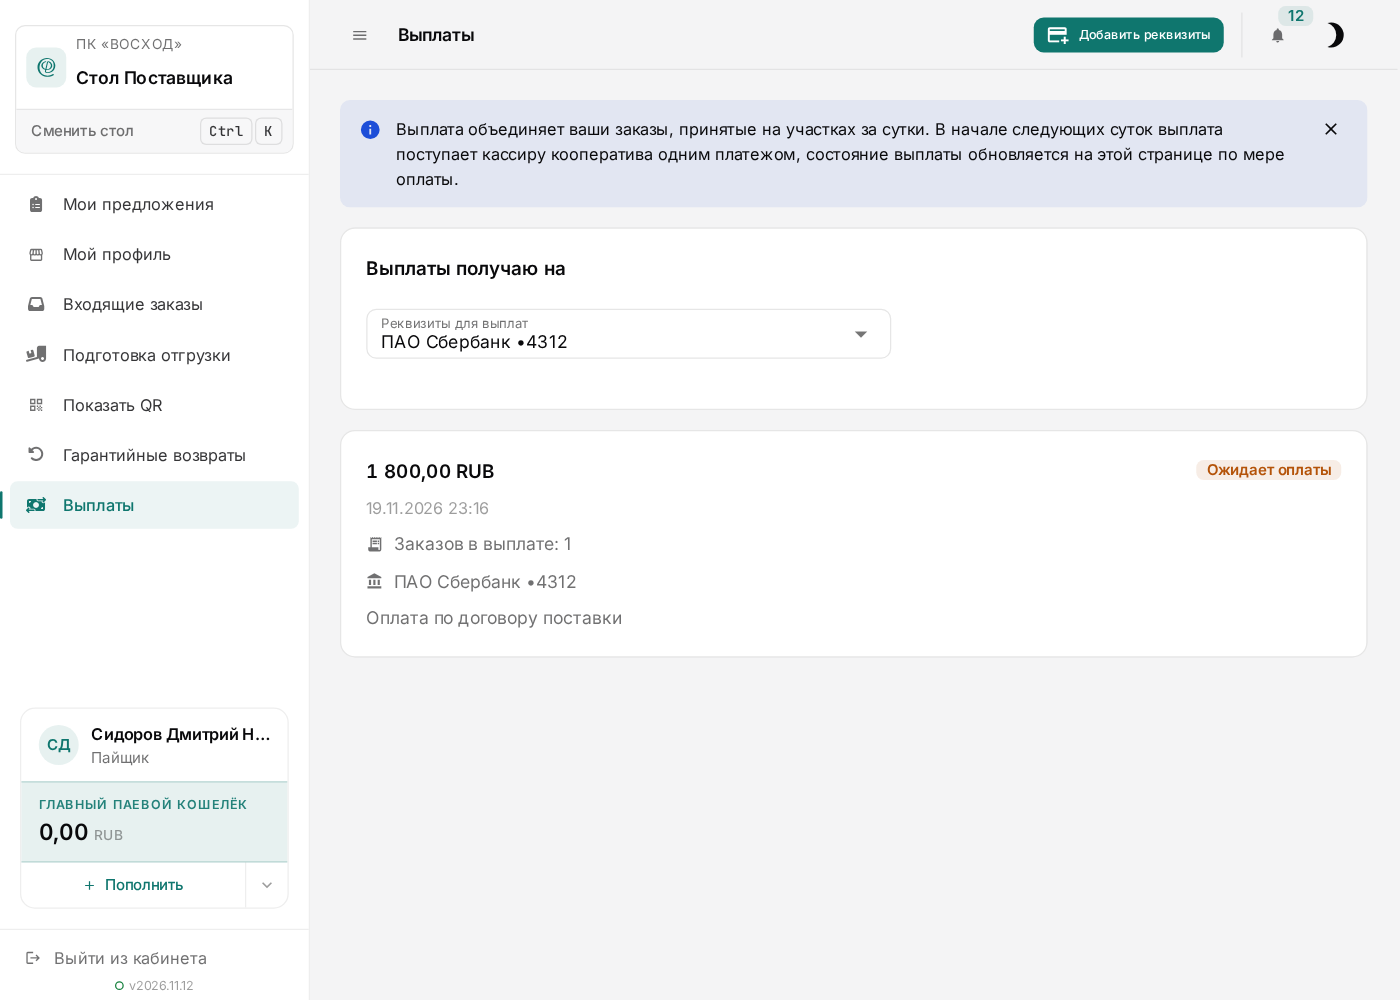 ПК «ВОСХОД»
Стол Поставщика
Сменить стол
Ctrl K
Мои предложения
Мой профиль
Входящие заказы
Подготовка отгрузки
Показать QR
Гарантийные возвраты
Выплаты
СД
Сидоров Дмитрий Н...
Пайщик
ГЛАВНЫЙ ПАЕВОЙ КОШЕЛЁК
0,00 RUB
+ Пополнить
Выйти из кабинета
v2026.11.12
Выплаты
Добавить реквизиты
12
Выплата объединяет ваши заказы, принятые на участках за сутки. В начале следующих суток выплата
поступает кассиру кооператива одним платежом, состояние выплаты обновляется на этой странице по мере
оплаты.
Выплаты получаю на
Реквизиты для выплат
ПАО Сбербанк •4312
1 800,00 RUB
Ожидает оплаты
19.11.2026 23:16
Заказов в выплате: 1
ПАО Сбербанк •4312
Оплата по договору поставки